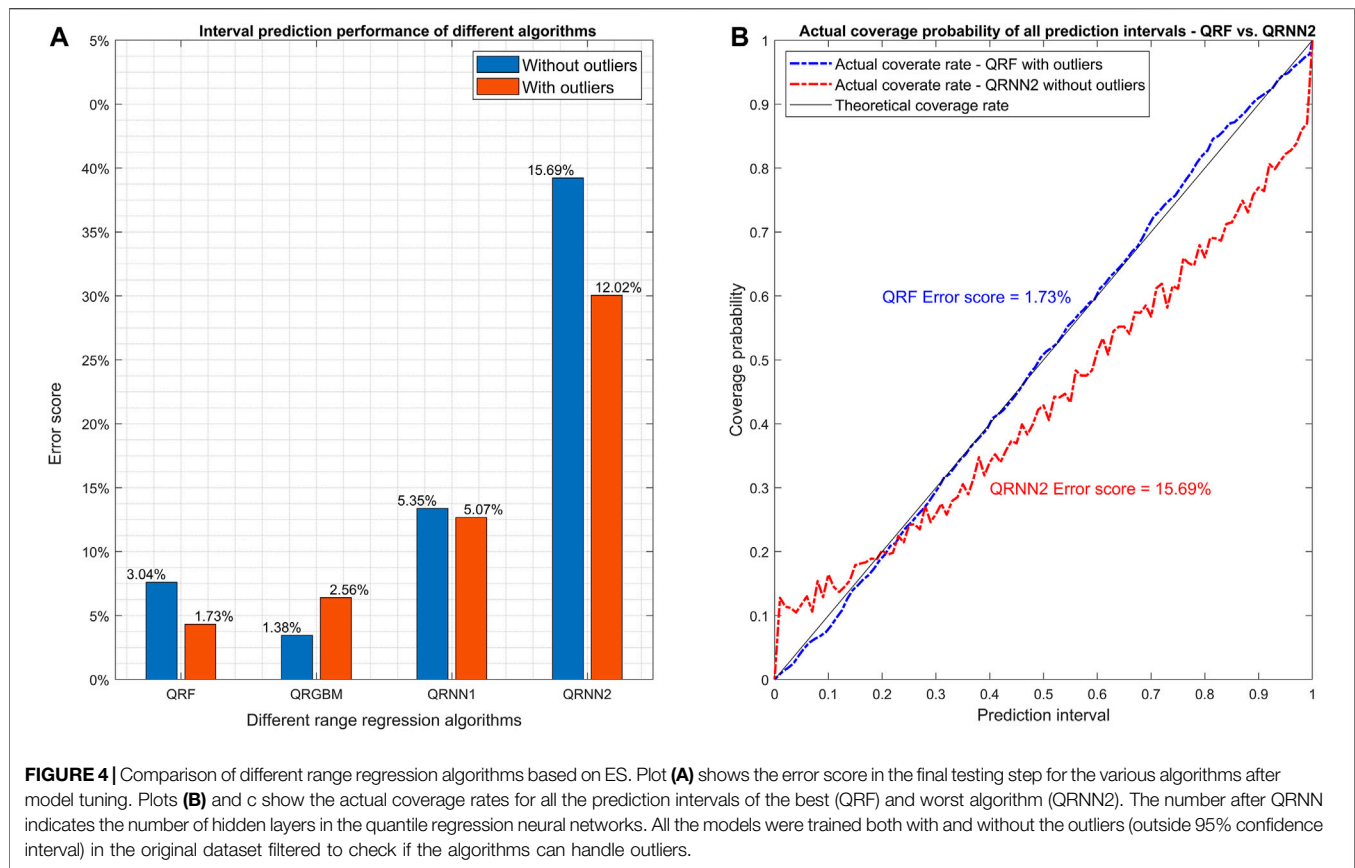 A
Interval prediction performance of different algorithms
5%
0%
40%
35%
30%
25%
20%
15%
10%
5%
0%
Error score
Without outliers
With outliers
3.04%
1.73%
1.38%
2.56%
5.35%
5.07%
15.69%
12.02%
QRF
QRGBM
QRNN1
QRNN2
Different range regression algorithms
B
Actual coverage probability of all prediction intervals - QRF vs. QRNN2
1
0.9
0.8
0.7
0.6
0.5
0.4
0.3
0.2
0.1
0
Coverage prabability
Actual coverate rate - QRF with outliers
Actual coverate rate - QRNN2 without outliers
Theoretical coverage rate
QRF Error score = 1.73%
QRNN2 Error score = 15.69%
0
0.1
0.2
0.3
0.4
0.5
0.6
0.7
0.8
0.9
1
Prediction interval
FIGURE 4 | Comparison of different range regression algorithms based on ES. Plot (A) shows the error score in the final testing step for the various algorithms after
model tuning. Plots (B) and c show the actual coverage rates for all the prediction intervals of the best (QRF) and worst algorithm (QRNN2). The number after QRNN
indicates the number of hidden layers in the quantile regression neural networks. All the models were trained both with and without the outliers (outside 95% confidence
interval) in the original dataset filtered to check if the algorithms can handle outliers.